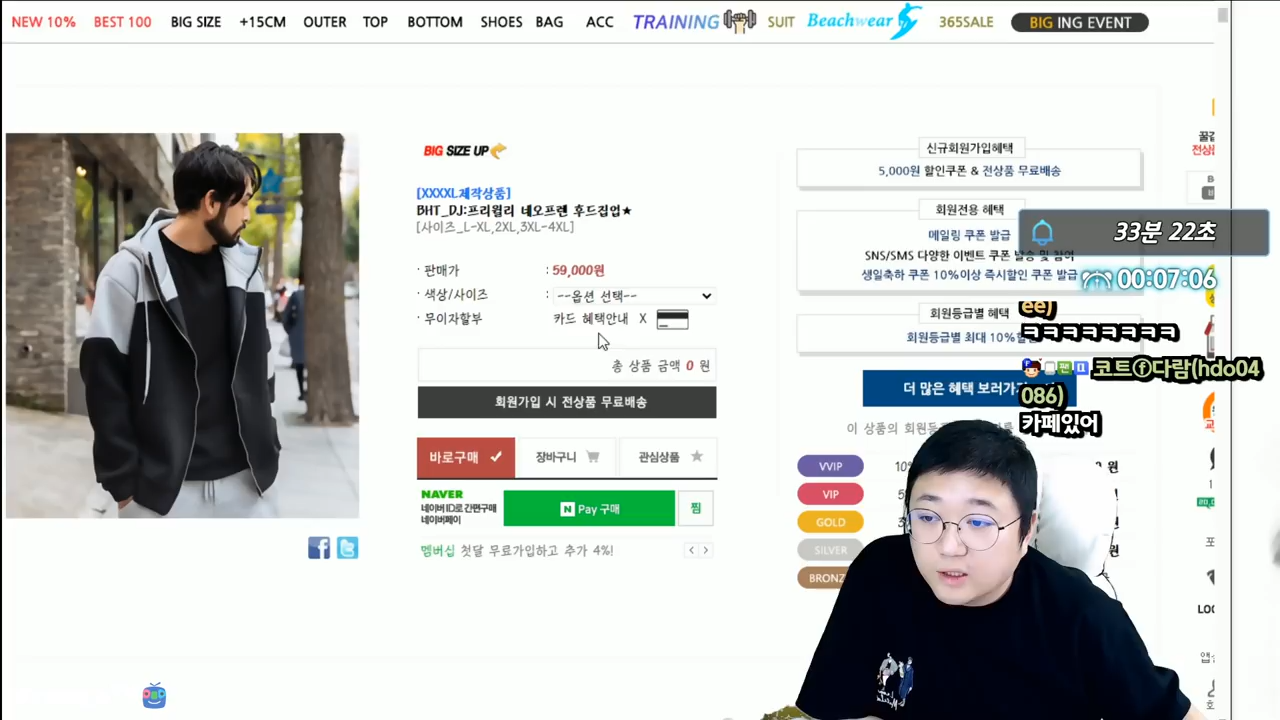 NEW 10% BEST 100 BIG SIZE +15CM OUTER TOP BOTTOM SHOES BAG ACC TRAINING SUIT Beachwear 365SALE BIG ING EVENT
BIG SIZE UP
[XXXXL제작상품]
BHT_DJ:프리윌리 네오프렌 후드집업★
[사이즈_L-XL,2XL,3XL-4XL]
· 판매가 : 59,000원
· 색상/사이즈 : --옵션 선택--
· 무이자할부 카드 혜택안내 X
총 상품 금액 0 원
회원가입 시 전상품 무료배송
바로구매 ✔ 장바구니 관심상품 ★
NAVER
네이버ID로 간편구매
네이버페이
N Pay 구매
찜
멤버십 첫달 무료가입하고 추가 4%!
신규회원가입혜택
5,000원 할인쿠폰 & 전상품 무료배송
회원전용 혜택
메일링 쿠폰 발급
SNS/SMS 다양한 이벤트 쿠폰 발송 및 참여
생일축하 쿠폰 10%이상 즉시할인 쿠폰 발급
회원등급별 혜택
회원등급별 최대 10%할
더 많은 혜택 보러가기
이 상품의 회원
VVIP 10
VIP 5
GOLD
SILVER
BRONZ
원
원
33분 22초
00:07:06
ee)
ㅋㅋㅋㅋㅋㅋㅋㅋ
팬 코트ⓕ다람(hdo04
086)
카페있어
전상품
LOO